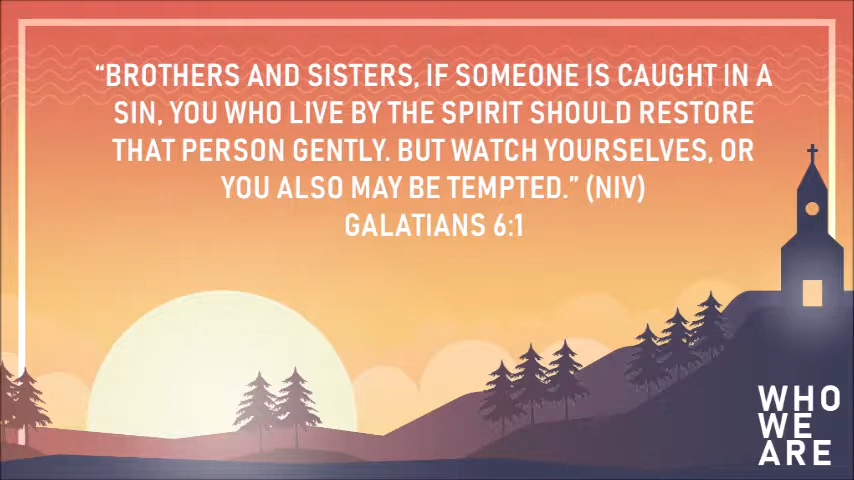 “BROTHERS AND SISTERS, IF SOMEONE IS CAUGHT IN A
SIN, YOU WHO LIVE BY THE SPIRIT SHOULD RESTORE
THAT PERSON GENTLY. BUT WATCH YOURSELVES, OR
YOU ALSO MAY BE TEMPTED.” (NIV)
GALATIANS 6:1
WHO
WE
ARE